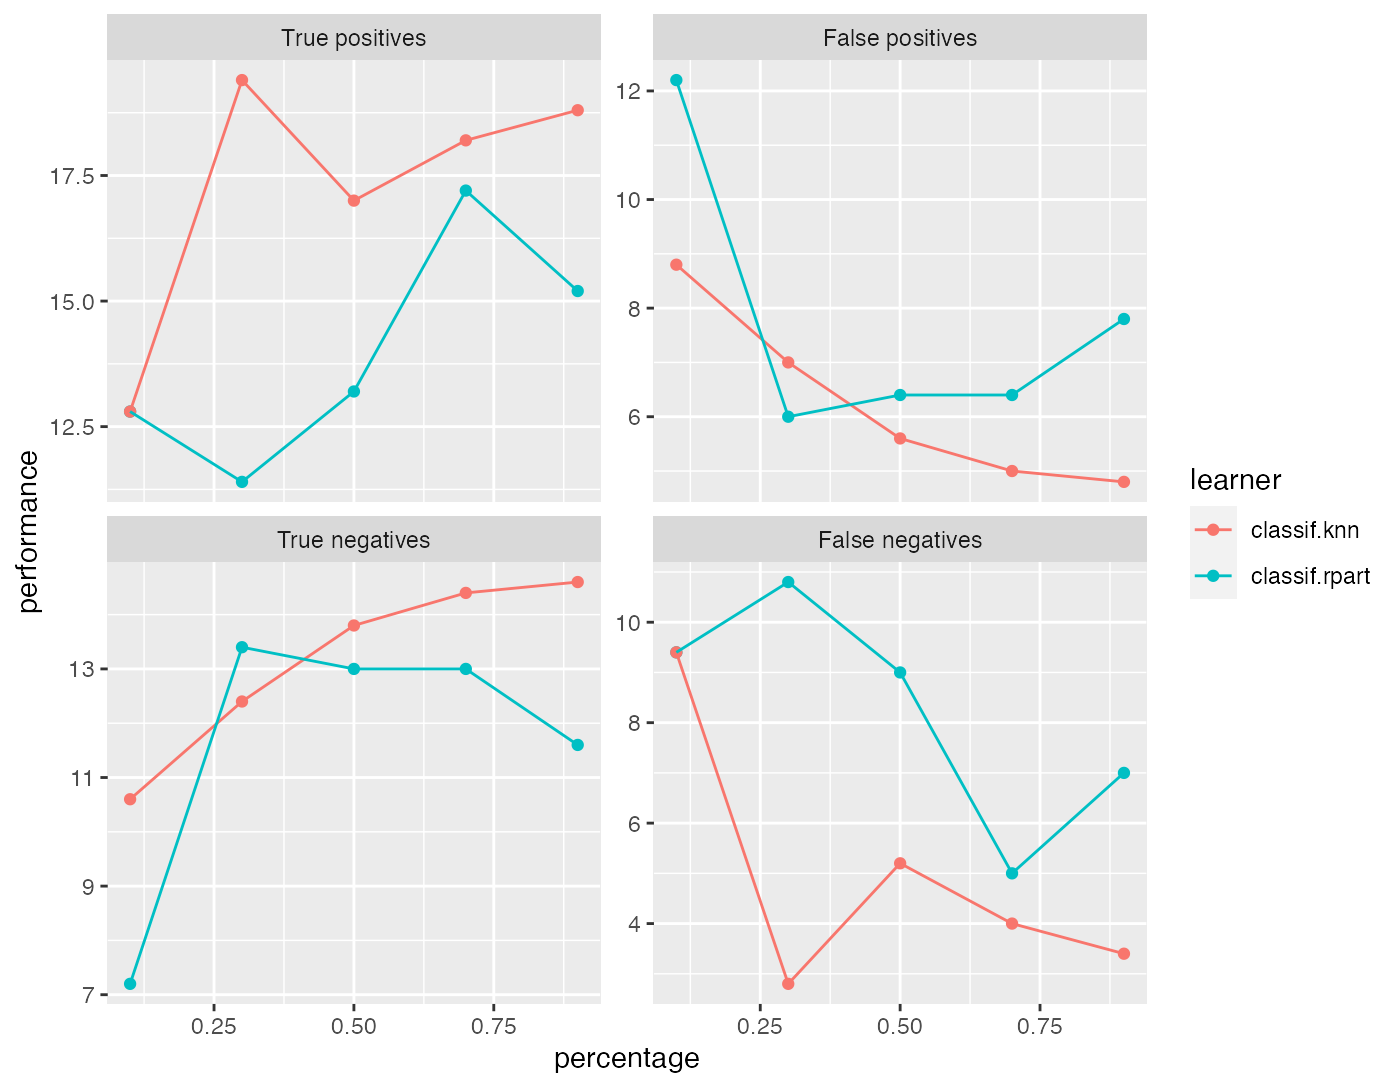 True positives
False positives
17.5
15.0
12.5
12
10
8
6
True negatives
False negatives
13
11
9
7
10
8
6
4
0.25 0.50 0.75
0.25 0.50 0.75
percentage
performance
learner
classif.knn
classif.rpart